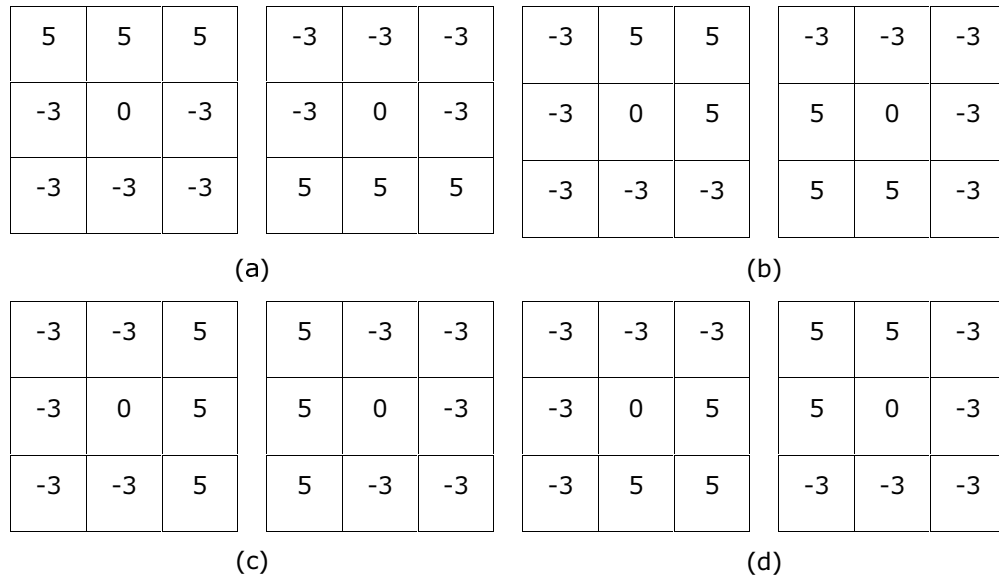 5 5 5 -3 -3 -3 -3 5 5 -3 -3 -3
-3 0 -3 -3 0 -3 -3 0 5 5 0 -3
-3 -3 -3 5 5 5 -3 -3 -3 5 5 -3
(a) (b)
-3 -3 5 5 -3 -3 -3 -3 -3 5 5 -3
-3 0 5 5 0 -3 -3 0 5 5 0 -3
-3 -3 5 5 -3 -3 -3 5 5 -3 -3 -3
(c) (d)